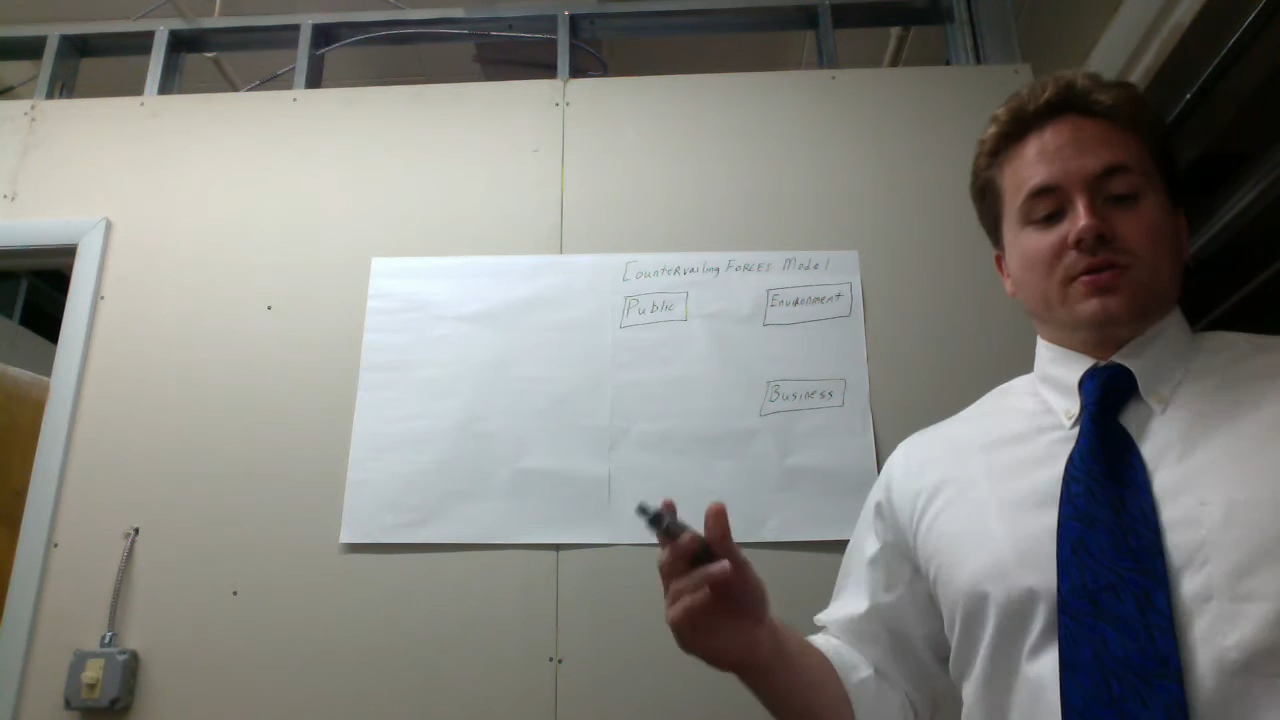 Countervailing FORCES Model
Public
Environment
Business